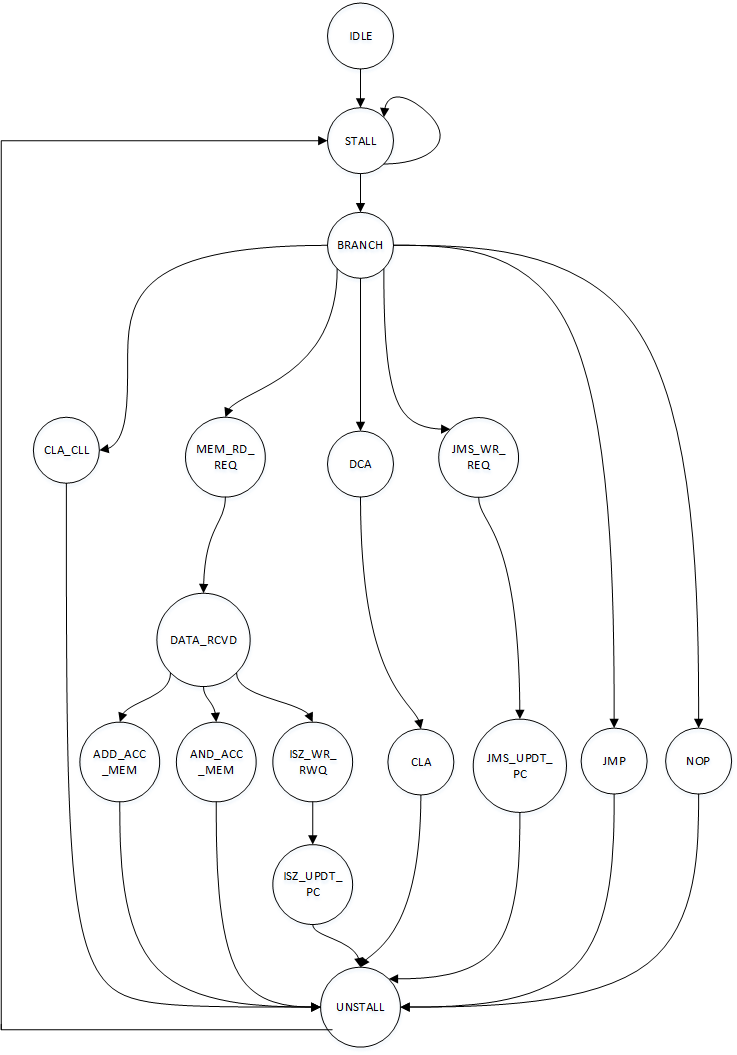 IDLE
STALL
BRANCH
CLA_CLL
MEM_RD_
REQ
DCA
JMS_WR_
REQ
DATA_RCVD
ADD_ACC
_MEM
AND_ACC
_MEM
ISZ_WR_
RWQ
CLA
JMS_UPDT_
PC
JMP
NOP
ISZ_UPDT_
PC
UNSTALL